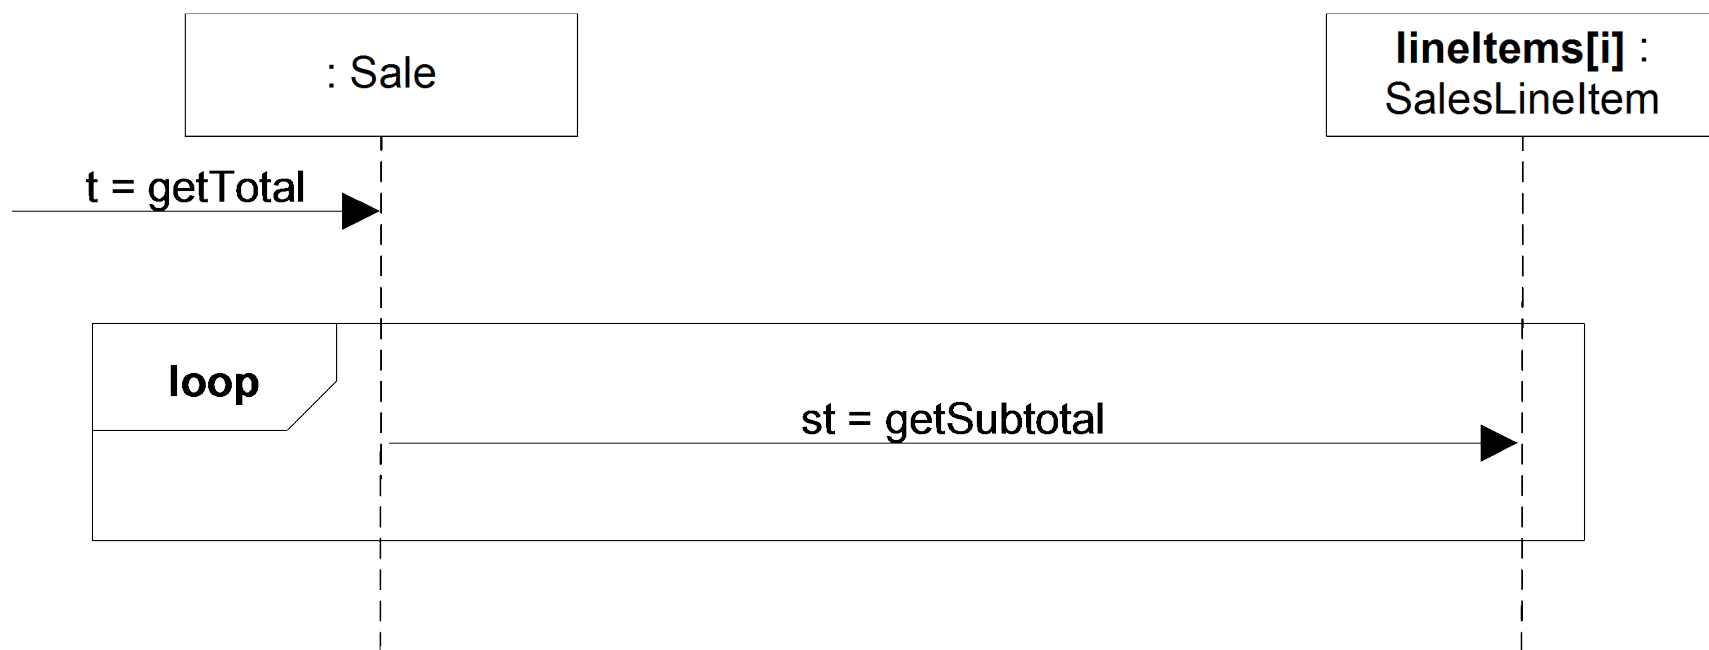 : Sale
lineItems[i] :
SalesLineItem
t = getTotal
loop
st = getSubtotal